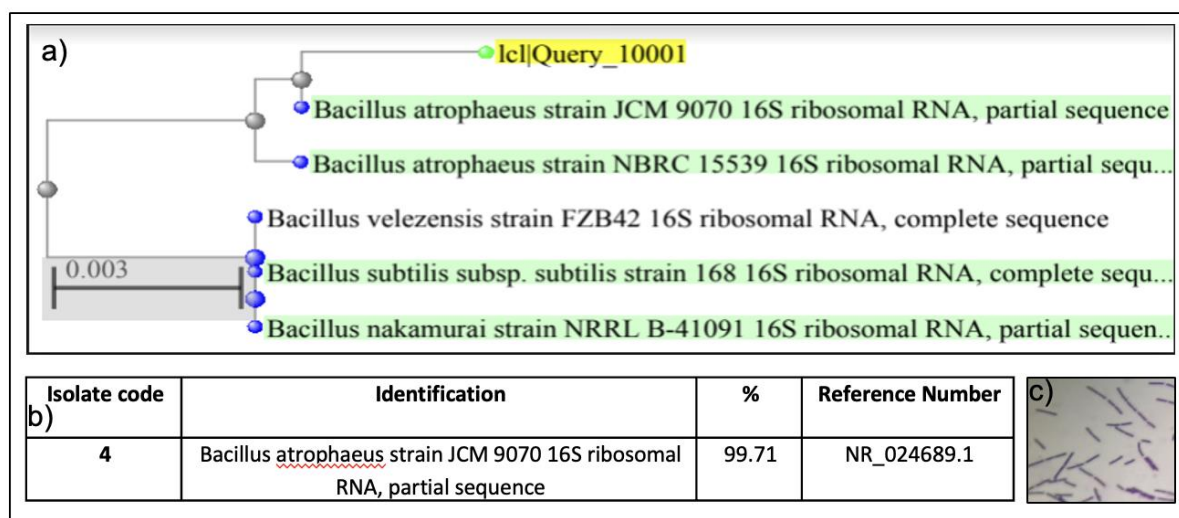 a)
lcl|Query_10001
Bacillus atrophaeus strain JCM 9070 16S ribosomal RNA, partial sequence
Bacillus atrophaeus strain NBRC 15539 16S ribosomal RNA, partial sequ...
Bacillus velezensis strain FZB42 16S ribosomal RNA, complete sequence
0.003
Bacillus subtilis subsp. subtilis strain 168 16S ribosomal RNA, complete sequ...
Bacillus nakamurai strain NRRL B-41091 16S ribosomal RNA, partial sequen..
Isolate code Identification % Reference Number
b)
c)
4 Bacillus atrophaeus strain JCM 9070 16S ribosomal 99.71 NR_024689.1
RNA, partial sequence